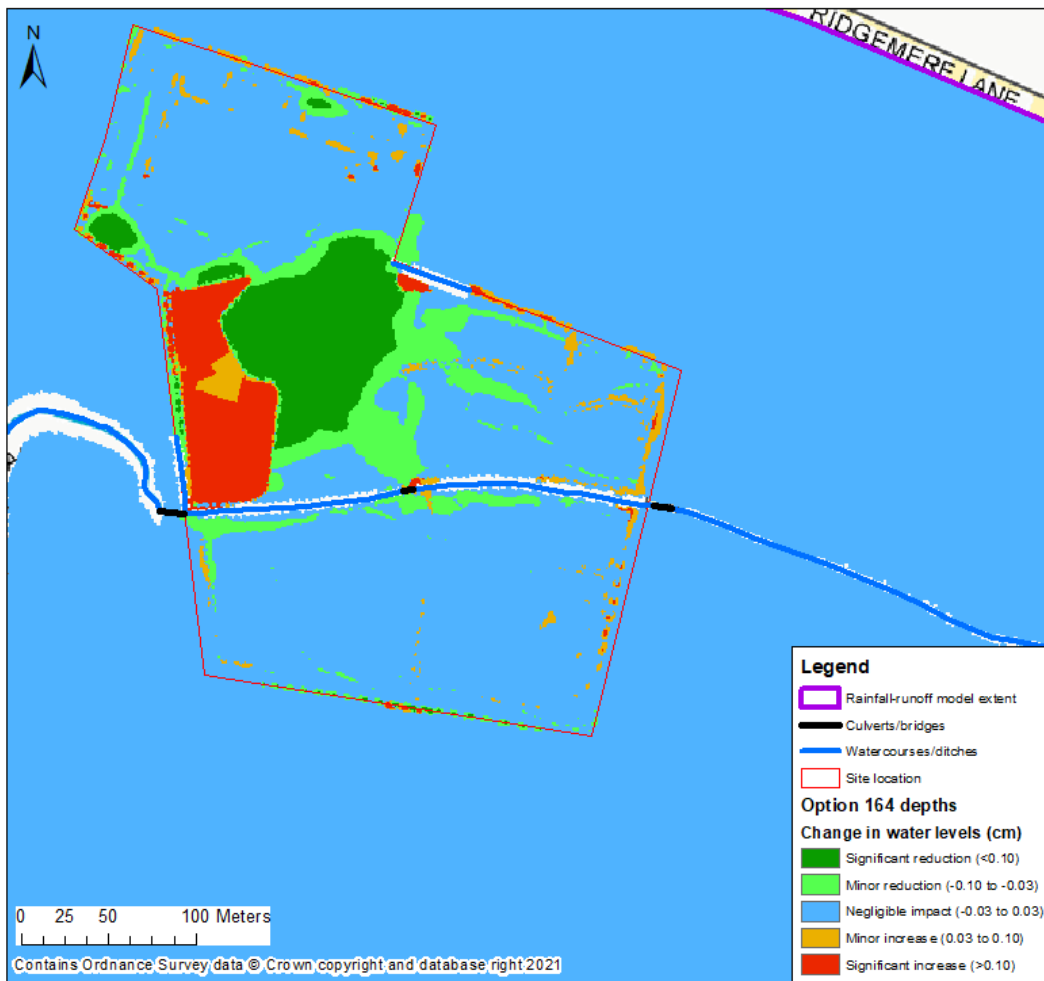 N
RIDGEMERE LANE
Legend
Rainfall-runoff model extent
Culverts/bridges
Watercourses/ditches
Site location
Option 164 depths
Change in water levels (cm)
Significant reduction (<0.10)
Minor reduction (-0.10 to -0.03)
Negligible impact (-0.03 to 0.03)
Minor increase (0.03 to 0.10)
Significant increase (>0.10)
0 25 50 100 Meters
Contains Ordnance Survey data © Crown copyright and database right 2021